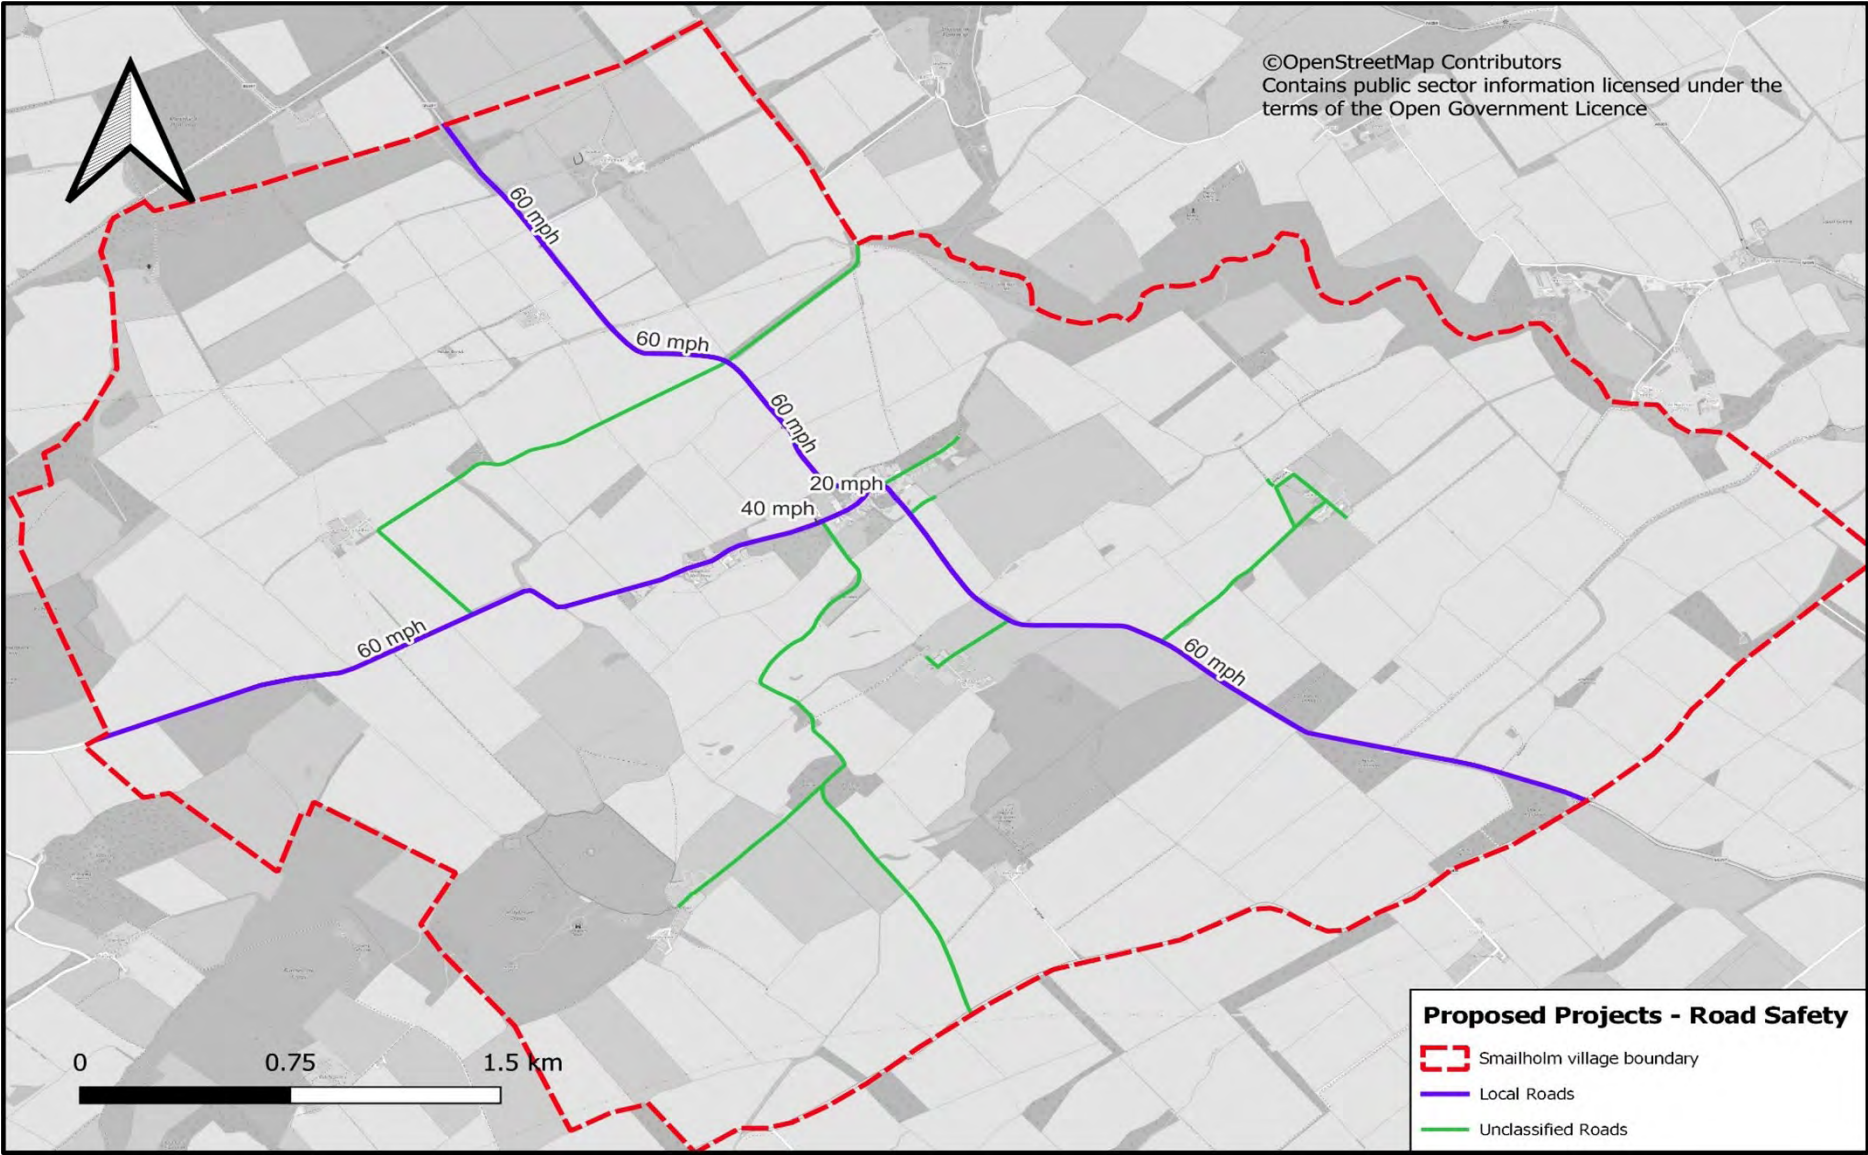 ©OpenStreetMap Contributors
Contains public sector information licensed under the
terms of the Open Government Licence
60 mph
60 mph
60 mph
20 mph
40 mph
60 mph
60 mph
0 0.75 1.5 km
Proposed Projects - Road Safety
Smailholm village boundary
Local Roads
Unclassified Roads